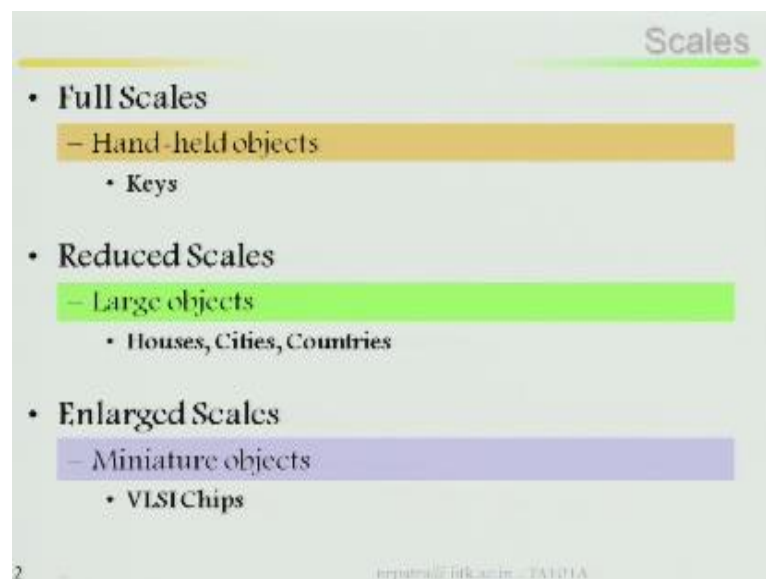 Scales
• Full Scales
– Hand-held objects
• Keys
• Reduced Scales
– Large objects
• Houses, Cities, Countries
• Enlarged Scales
– Miniature objects
• VLSI Chips
2
TA101A